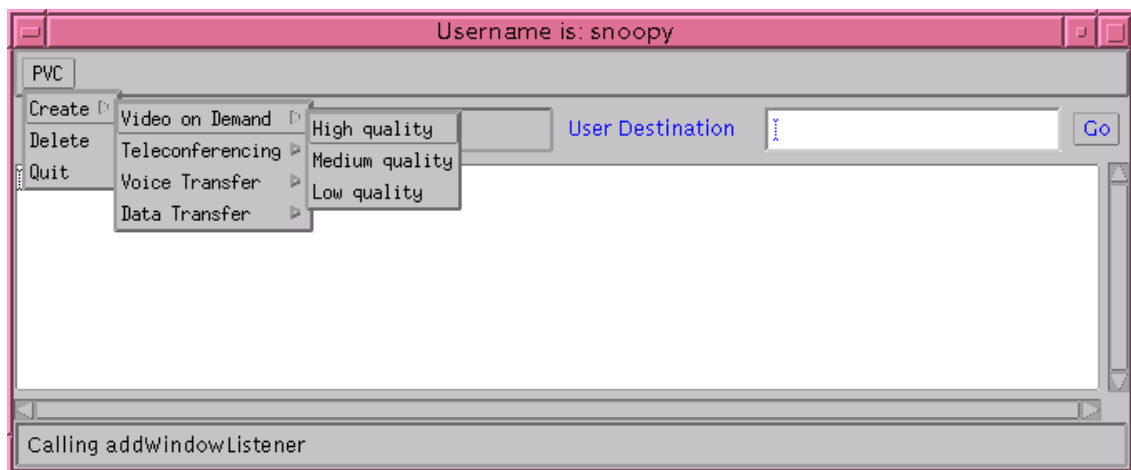 Username is: snoopy
PVC
Create
Delete
Quit
Video on Demand
Teleconferencing
Voice Transfer
Data Transfer
High quality
Medium quality
Low quality
User Destination
Go
Calling addWindowListener